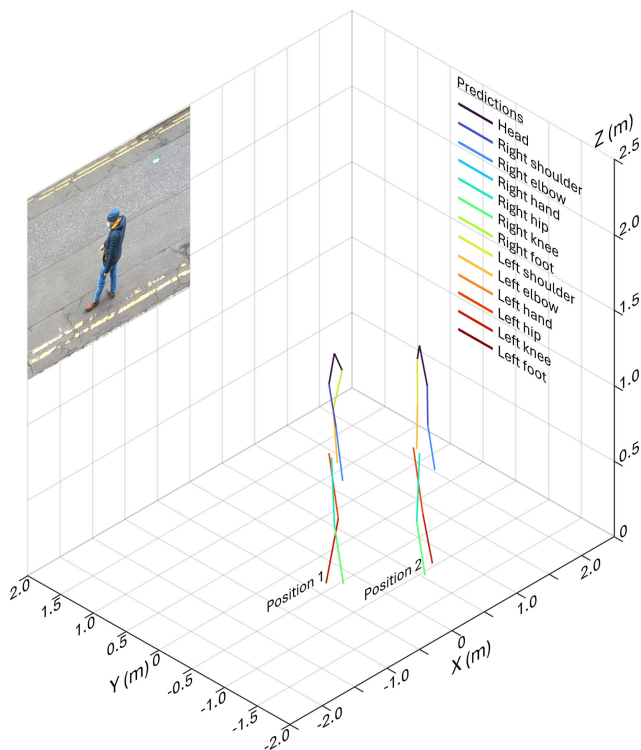 Predictions
Head
Right shoulder
Right elbow
Right hand
Right hip
Right knee
Right foot
Left shoulder
Left elbow
Left hand
Left hip
Left knee
Left foot
Z (m)
2.5
2.0
1.5
1.0
0.5
0
Position 1
Position 2
2.0
1.5
1.0
0.5
0
-0.5
-1.0
-1.5
-2.0
Y (m)
-2.0
-1.0
0
1.0
2.0
X (m)